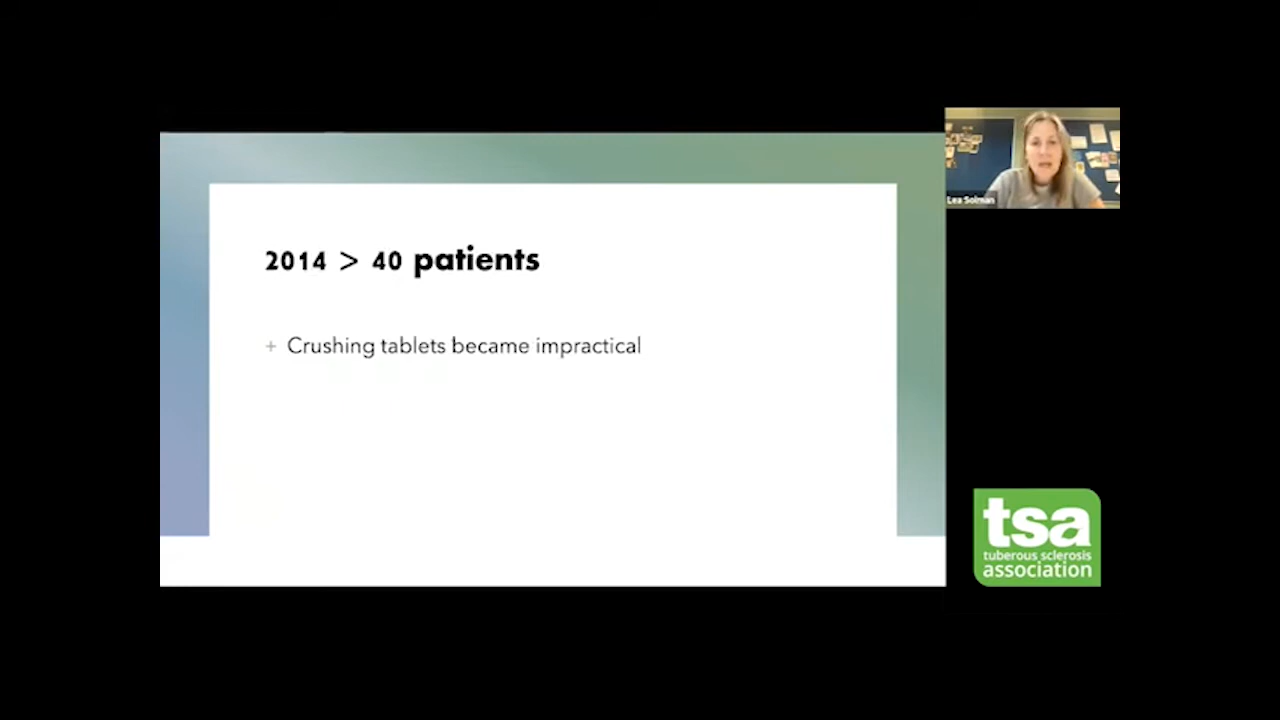 2014 > 40 patients
+ Crushing tablets became impractical
Lea Solman
tsa
tuberous sclerosis
association